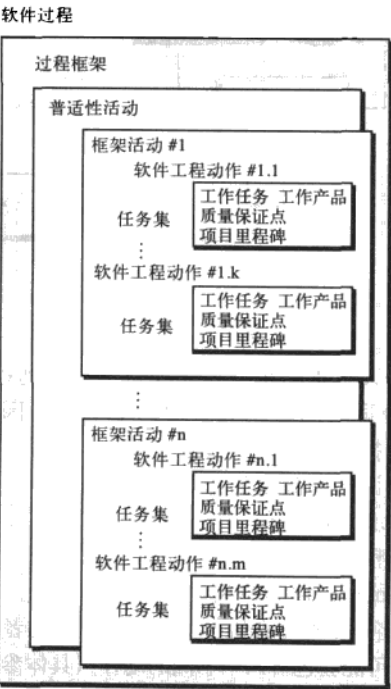 软件过程
过程框架
普适性活动
框架活动 #1
软件工程动作 #1.1
任务集
工作任务 工作产品
质量保证点
项目里程碑
⋮
软件工程动作 #1.k
任务集
工作任务 工作产品
质量保证点
项目里程碑
⋮
框架活动 #n
软件工程动作 #n.1
任务集
工作任务 工作产品
质量保证点
项目里程碑
⋮
软件工程动作 #n.m
任务集
工作任务 工作产品
质量保证点
项目里程碑